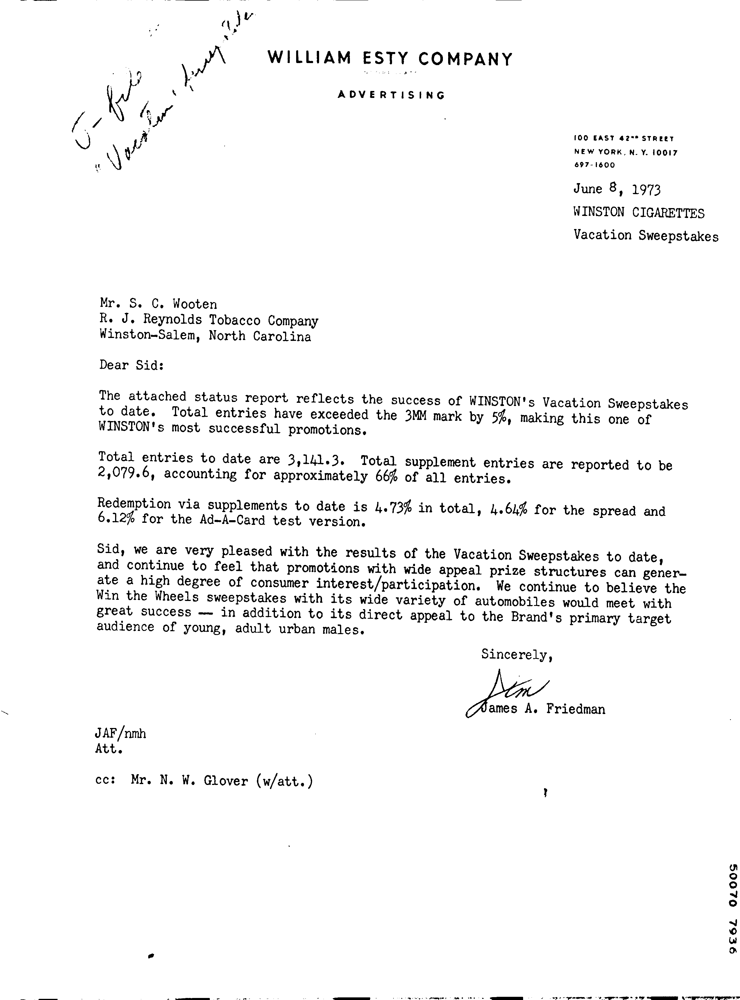 J- file
"Vacation"
WILLIAM ESTY COMPANY
ADVERTISING
100 EAST 42ND STREET
NEW YORK, N. Y. 10017
697-1600
June 8, 1973
WINSTON CIGARETTES
Vacation Sweepstakes
Mr. S. C. Wooten
R. J. Reynolds Tobacco Company
Winston-Salem, North Carolina
Dear Sid:
The attached status report reflects the success of WINSTON's Vacation Sweepstakes
to date. Total entries have exceeded the 3MM mark by 5%, making this one of
WINSTON's most successful promotions.
Total entries to date are 3,141.3. Total supplement entries are reported to be
2,079.6, accounting for approximately 66% of all entries.
Redemption via supplements to date is 4.73% in total, 4.64% for the spread and
6.12% for the Ad-A-Card test version.
Sid, we are very pleased with the results of the Vacation Sweepstakes to date,
and continue to feel that promotions with wide appeal prize structures can gener-
ate a high degree of consumer interest/participation. We continue to believe the
Win the Wheels sweepstakes with its wide variety of automobiles would meet with
great success — in addition to its direct appeal to the Brand's primary target
audience of young, adult urban males.
Sincerely,
Jim
James A. Friedman
JAF/nmh
Att.
cc: Mr. N. W. Glover (w/att.)
50070 7936